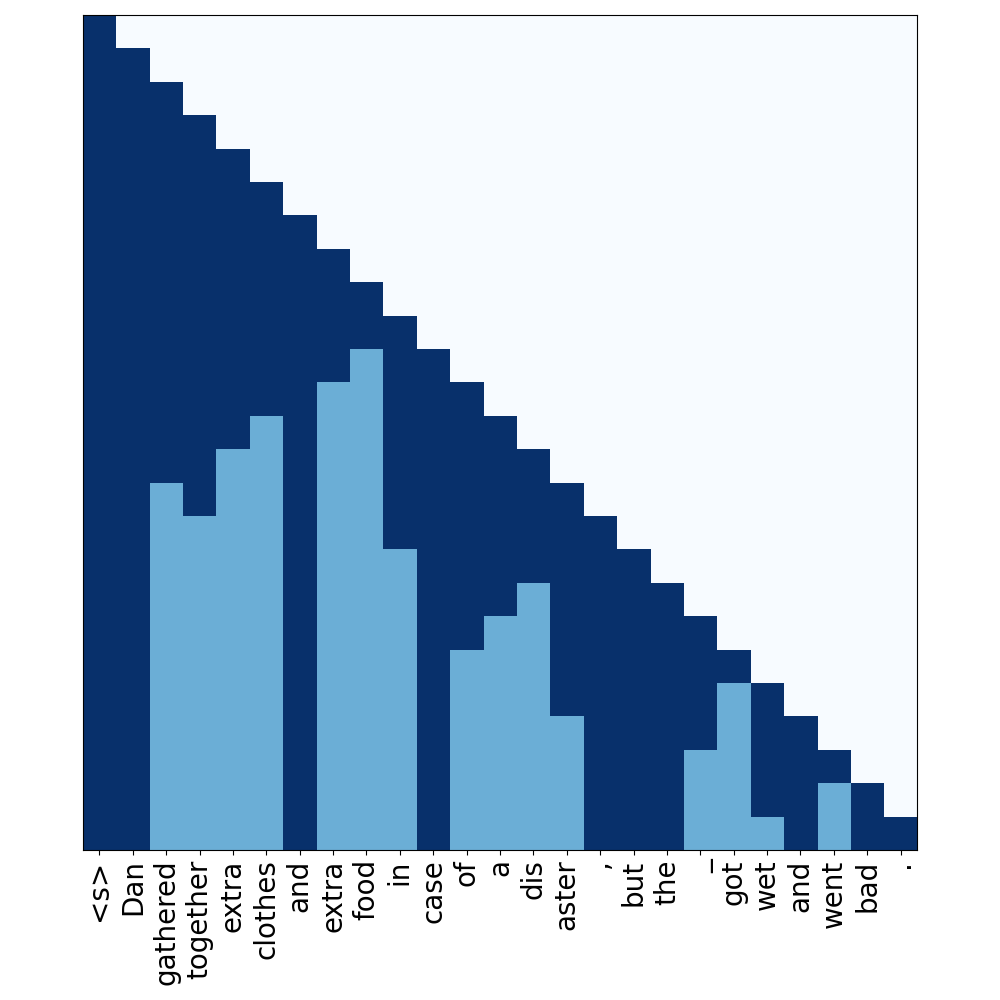 <s> Dan gathered together extra clothes and extra food in case of a dis aster , but the _ got wet and went bad .